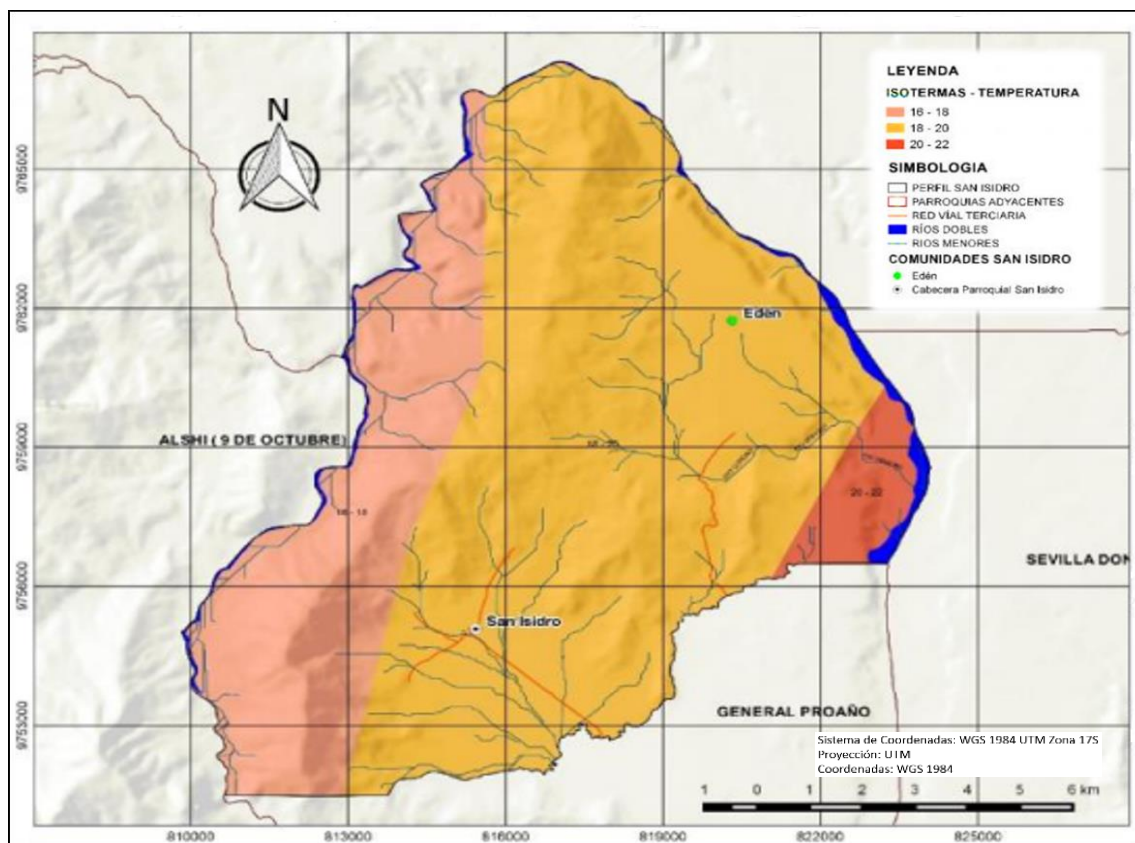 N
LEYENDA
ISOTERMAS - TEMPERATURA
16 - 18
18 - 20
20 - 22
SIMBOLOGIA
PERFIL SAN ISIDRO
PARROQUIAS ADYACENTES
RED VÍAL TERCIARIA
RÍOS DOBLES
RIOS MENORES
COMUNIDADES SAN ISIDRO
Edén
Cabecera Parroquial San Isidro
9765000
9762000
9759000
9756000
9753000
Edén
ALSHI ( 9 DE OCTUBRE)
18 - 20
20 - 22
16 - 18
SEVILLA DON
San Isidro
GENERAL PROAÑO
Sistema de Coordenadas: WGS 1984 UTM Zona 17S
Proyección: UTM
Coordenadas: WGS 1984
1 0 1 2 3 4 5 6 km
810000 813000 816000 819000 822000 825000